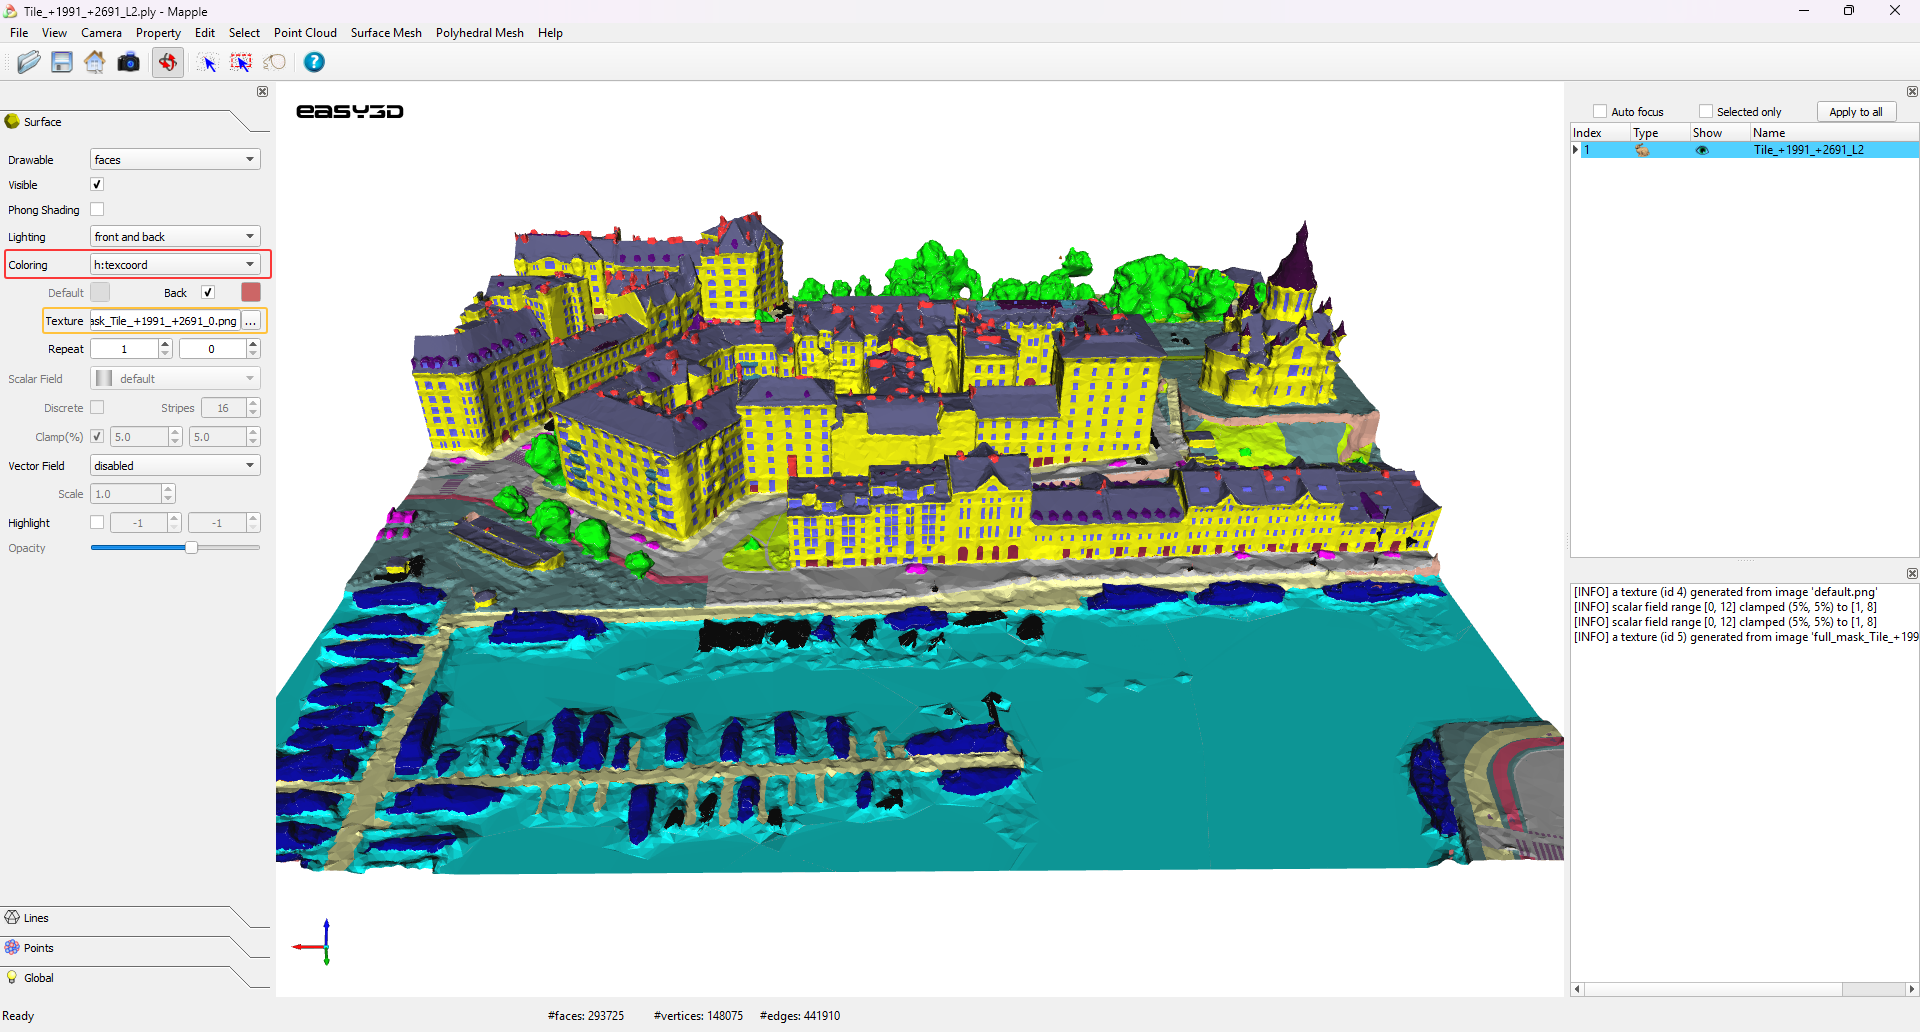 Tile_+1991_+2691_L2.ply - Mapple
File View Camera Property Edit Select Point Cloud Surface Mesh Polyhedral Mesh Help
Surface
Drawable faces
Visible
Phong Shading
Lighting front and back
Coloring h:texcoord
Default Back
Texture ask_Tile_+1991_+2691_0.png ...
Repeat 1 0
Scalar Field default
Discrete Stripes 16
Clamp(%) 5.0 5.0
Vector Field disabled
Scale 1.0
Highlight -1 -1
Opacity
Lines
Points
Global
easy3D
Auto focus Selected only Apply to all
Index Type Show Name
1 Tile_+1991_+2691_L2
[INFO] a texture (id 4) generated from image 'default.png'
[INFO] scalar field range [0, 12] clamped (5%, 5%) to [1, 8]
[INFO] scalar field range [0, 12] clamped (5%, 5%) to [1, 8]
[INFO] a texture (id 5) generated from image 'full_mask_Tile_+199
Ready #faces: 293725 #vertices: 148075 #edges: 441910